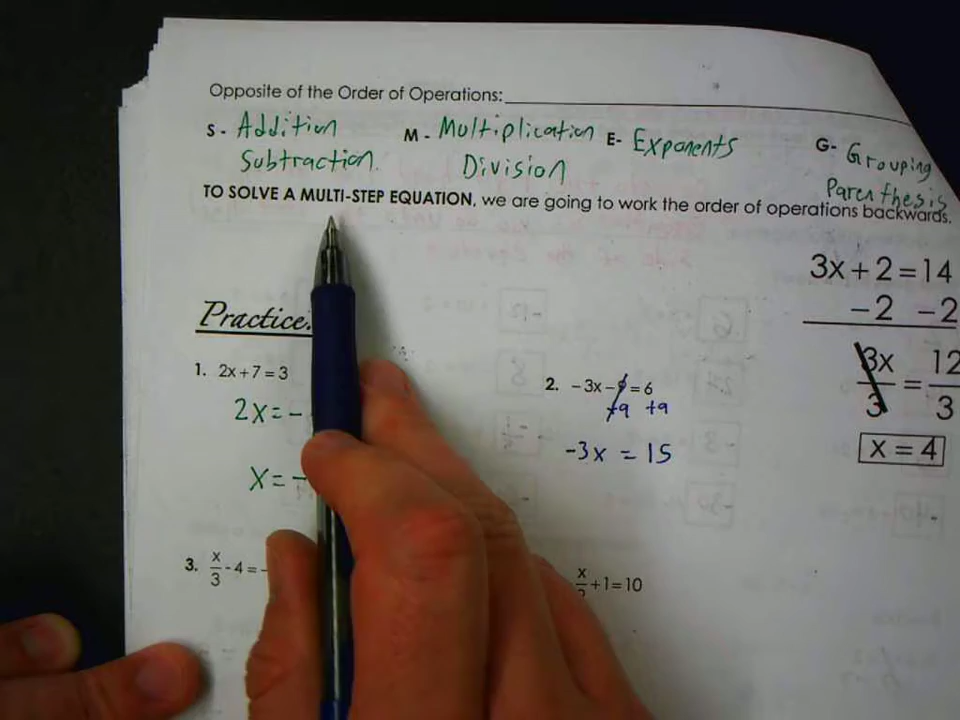 Opposite of the Order of Operations:
S - Addition Subtraction.
M - Multiplication Division
E- Exponents
G- Grouping Parenthesis
TO SOLVE A MULTI-STEP EQUATION, we are going to work the order of operations backwards.
3x + 2 = 14
-2 -2
3x/3 = 12/3
x = 4
Practice.
1. 2x + 7 = 3
2x = -
x = -
2. -3x - 9 = 6
+9 +9
-3x = 15
3. x/3 - 4 = -
+ 1 = 10